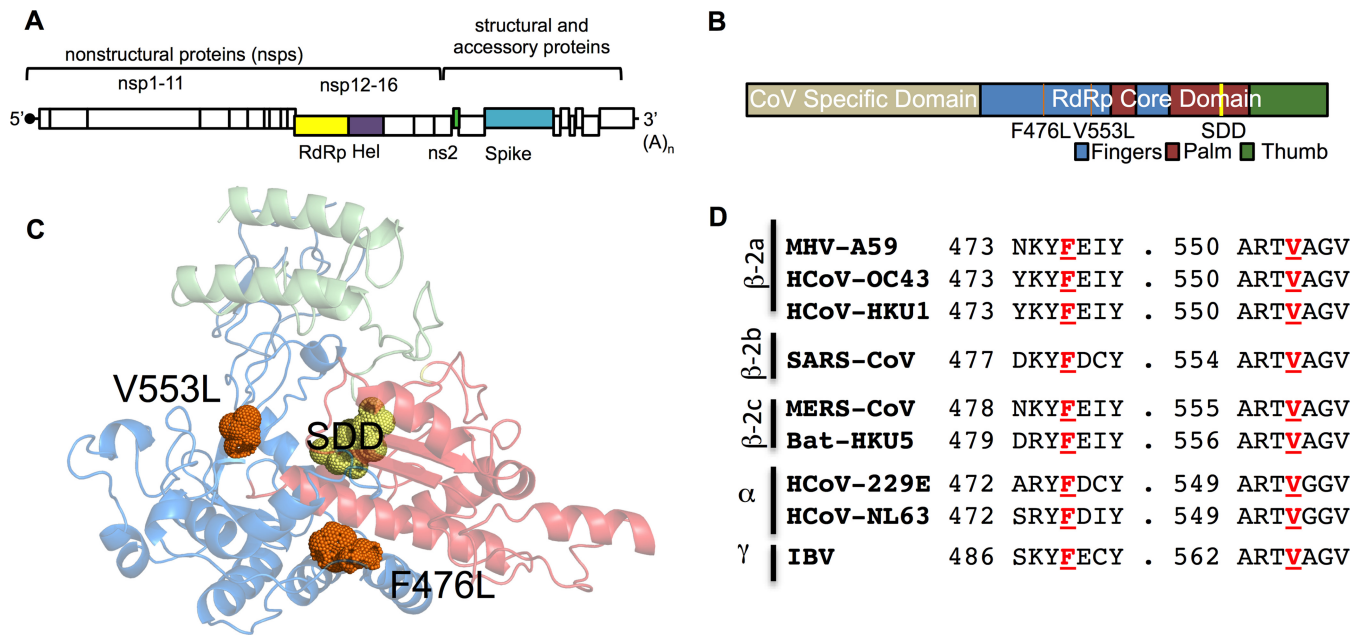 A
structural and
accessory proteins
nonstructural proteins (nsps)
nsp1-11
nsp12-16
5'
3'
(A)n
RdRp
Hel
ns2
Spike
B
CoV Specific Domain
RdRp Core Domain
F476L V553L
SDD
Fingers
Palm
Thumb
C
V553L
SDD
F476L
D
β-2a
MHV-A59 473 NKYFEIY . 550 ARTVAGV
HCoV-OC43 473 YKYFEIY . 550 ARTVAGV
HCoV-HKU1 473 YKYFEIY . 550 ARTVAGV
β-2b
SARS-CoV 477 DKYFDCY . 554 ARTVAGV
β-2c
MERS-CoV 478 NKYFEIY . 555 ARTVAGV
Bat-HKU5 479 DRYFEIY . 556 ARTVAGV
α
HCoV-229E 472 ARYFDCY . 549 ARTVGGV
HCoV-NL63 472 SRYFDIY . 549 ARTVGGV
γ
IBV 486 SKYFECY . 562 ARTVAGV